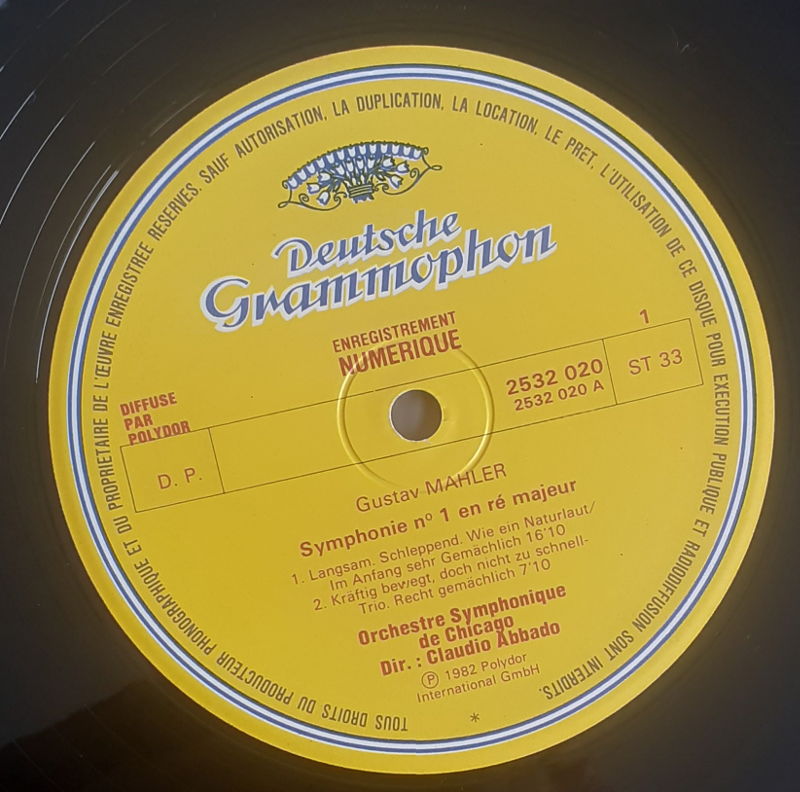 TOUS DROITS DU PRODUCTEUR PHONOGRAPHIQUE ET DU PROPRIETAIRE DE L'ŒUVRE ENREGISTREE RESERVES. SAUF AUTORISATION, LA DUPLICATION, LA LOCATION, LE PRET, L'UTILISATION DE CE DISQUE POUR EXECUTION PUBLIQUE ET RADIODIFFUSION SONT INTERDITS.
*
Deutsche
Grammophon
ENREGISTREMENT
NUMERIQUE
1
DIFFUSE
PAR
POLYDOR
D. P.
2532 020
2532 020 A
ST 33
Gustav MAHLER
Symphonie nº 1 en ré majeur
1. Langsam. Schleppend. Wie ein Naturlaut/
Im Anfang sehr Gemächlich 16'10
2. Kräftig bewegt, doch nicht zu schnell-
Trio. Recht gemächlich 7'10
Orchestre Symphonique
de Chicago
Dir. : Claudio Abbado
Ⓟ 1982 Polydor
International GmbH